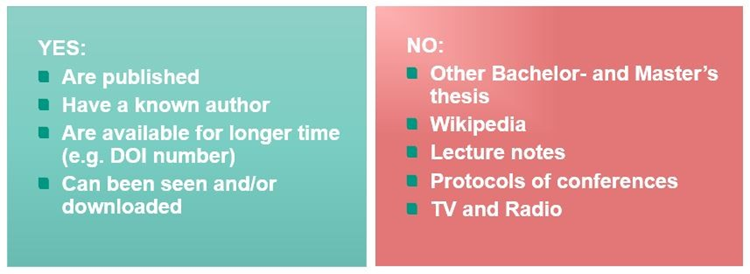 YES:
Are published
Have a known author
Are available for longer time
(e.g. DOI number)
Can been seen and/or
downloaded
NO:
Other Bachelor- and Master's
thesis
Wikipedia
Lecture notes
Protocols of conferences
TV and Radio